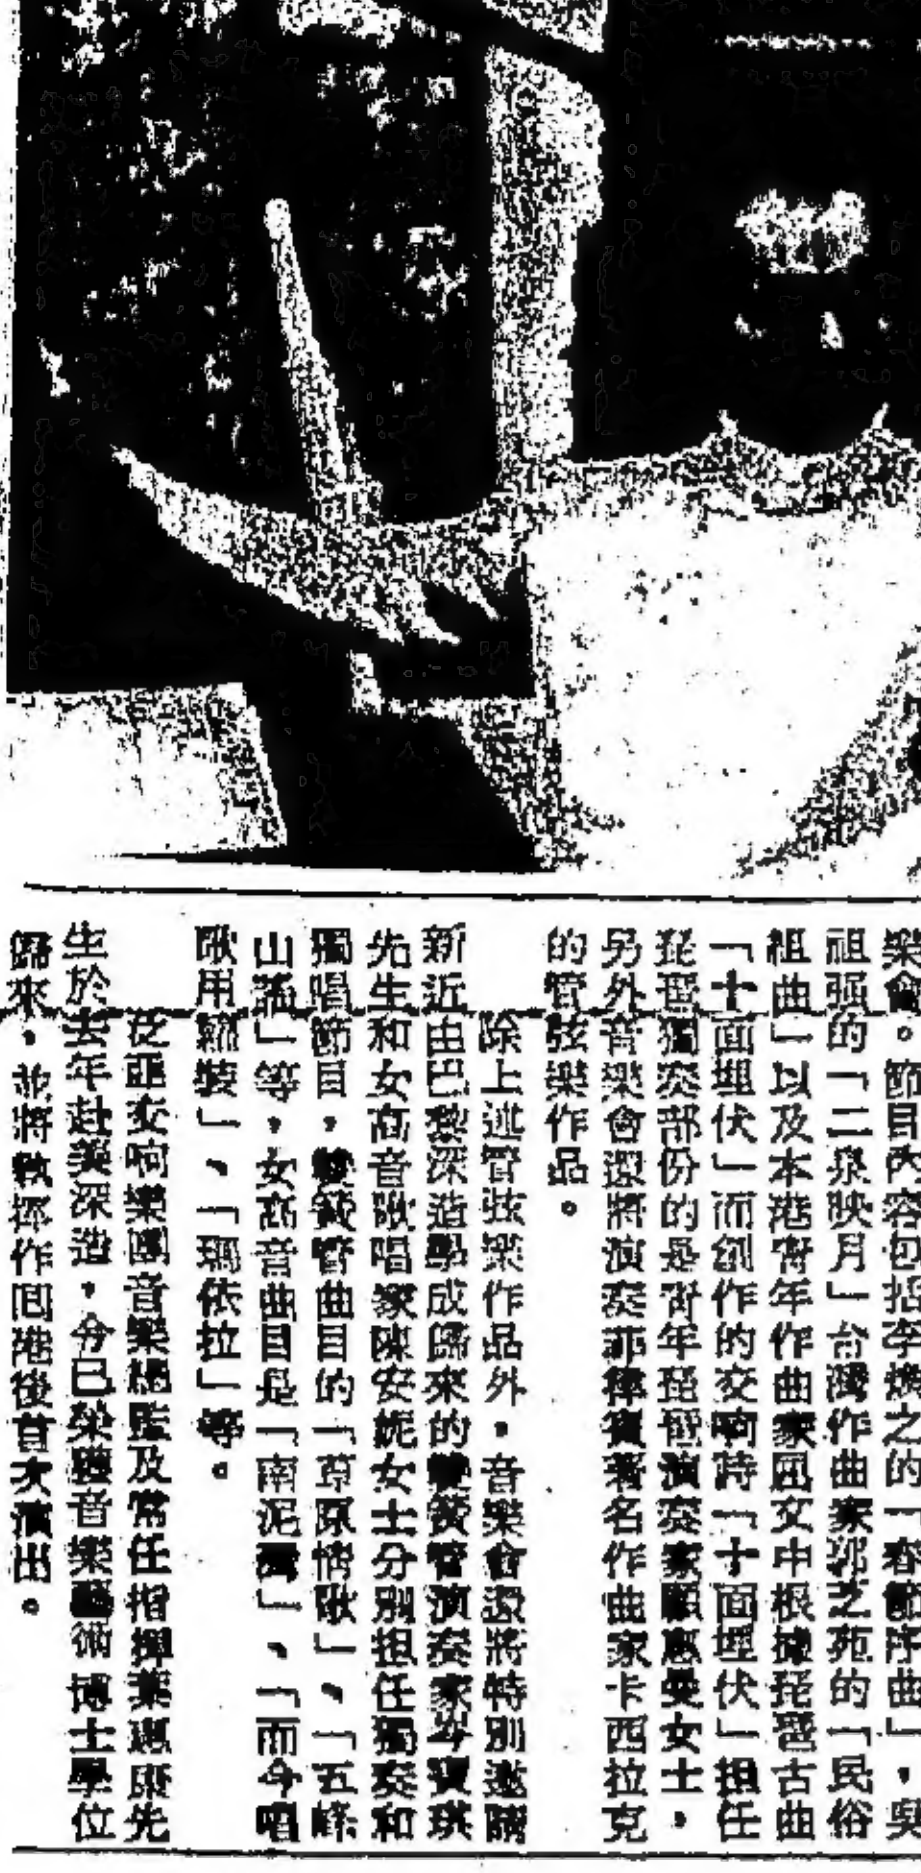 樂會。節目內容包括李煥之的「春節序曲」，吳
祖强的「二泉映月」台灣作曲家郭芝苑的「民俗
組曲」以及本港青年作曲家屈文中根據琵琶古曲
「十面埋伏」而創作的交响詩「十面埋伏」担任
琵琶獨奏部份的是青年琵琶演奏家女士，
另外音樂會還將演奏菲律賓著名作曲家卡西拉克
的管弦樂作品。
除上述管弦樂作品外，音樂會還將特別邀請
新近由巴黎深造學成歸來的雙簧管演奏家寶琪
先生和女高音歌唱家陳安妮女士分別担任獨奏和
獨唱節目，雙簧管曲目的「草原情歌」、「五峰
山謠」等，女高音曲目是「南泥灣」、「而今唱
歌用籮裝」、「瑪依拉」等。
泛亞交响樂團音樂總監及常任指揮葉惠康先
生於去年赴美深造，今已榮獲音樂藝術博士學位
歸來，並將執揮作囘港後首次演出。